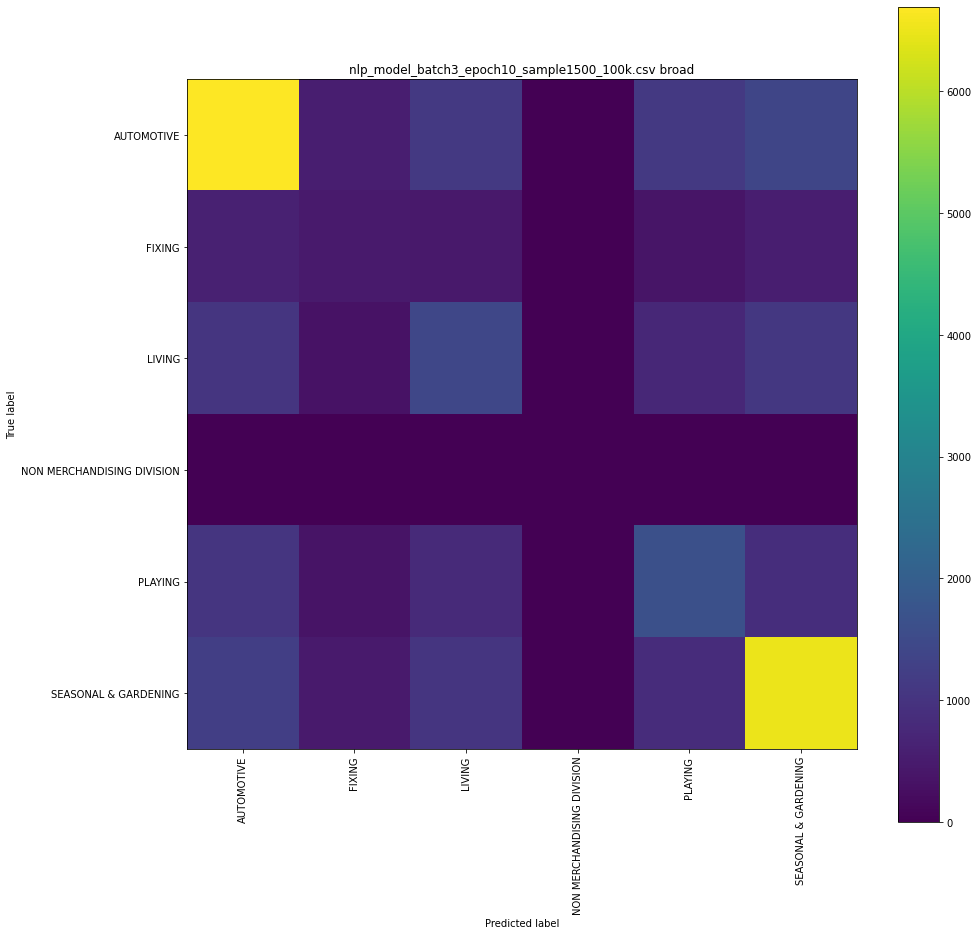 nlp_model_batch3_epoch10_sample1500_100k.csv broad
True label
AUTOMOTIVE
FIXING
LIVING
NON MERCHANDISING DIVISION
PLAYING
SEASONAL & GARDENING
AUTOMOTIVE
FIXING
LIVING
NON MERCHANDISING DIVISION
PLAYING
SEASONAL & GARDENING
Predicted label
6000
5000
4000
3000
2000
1000
0